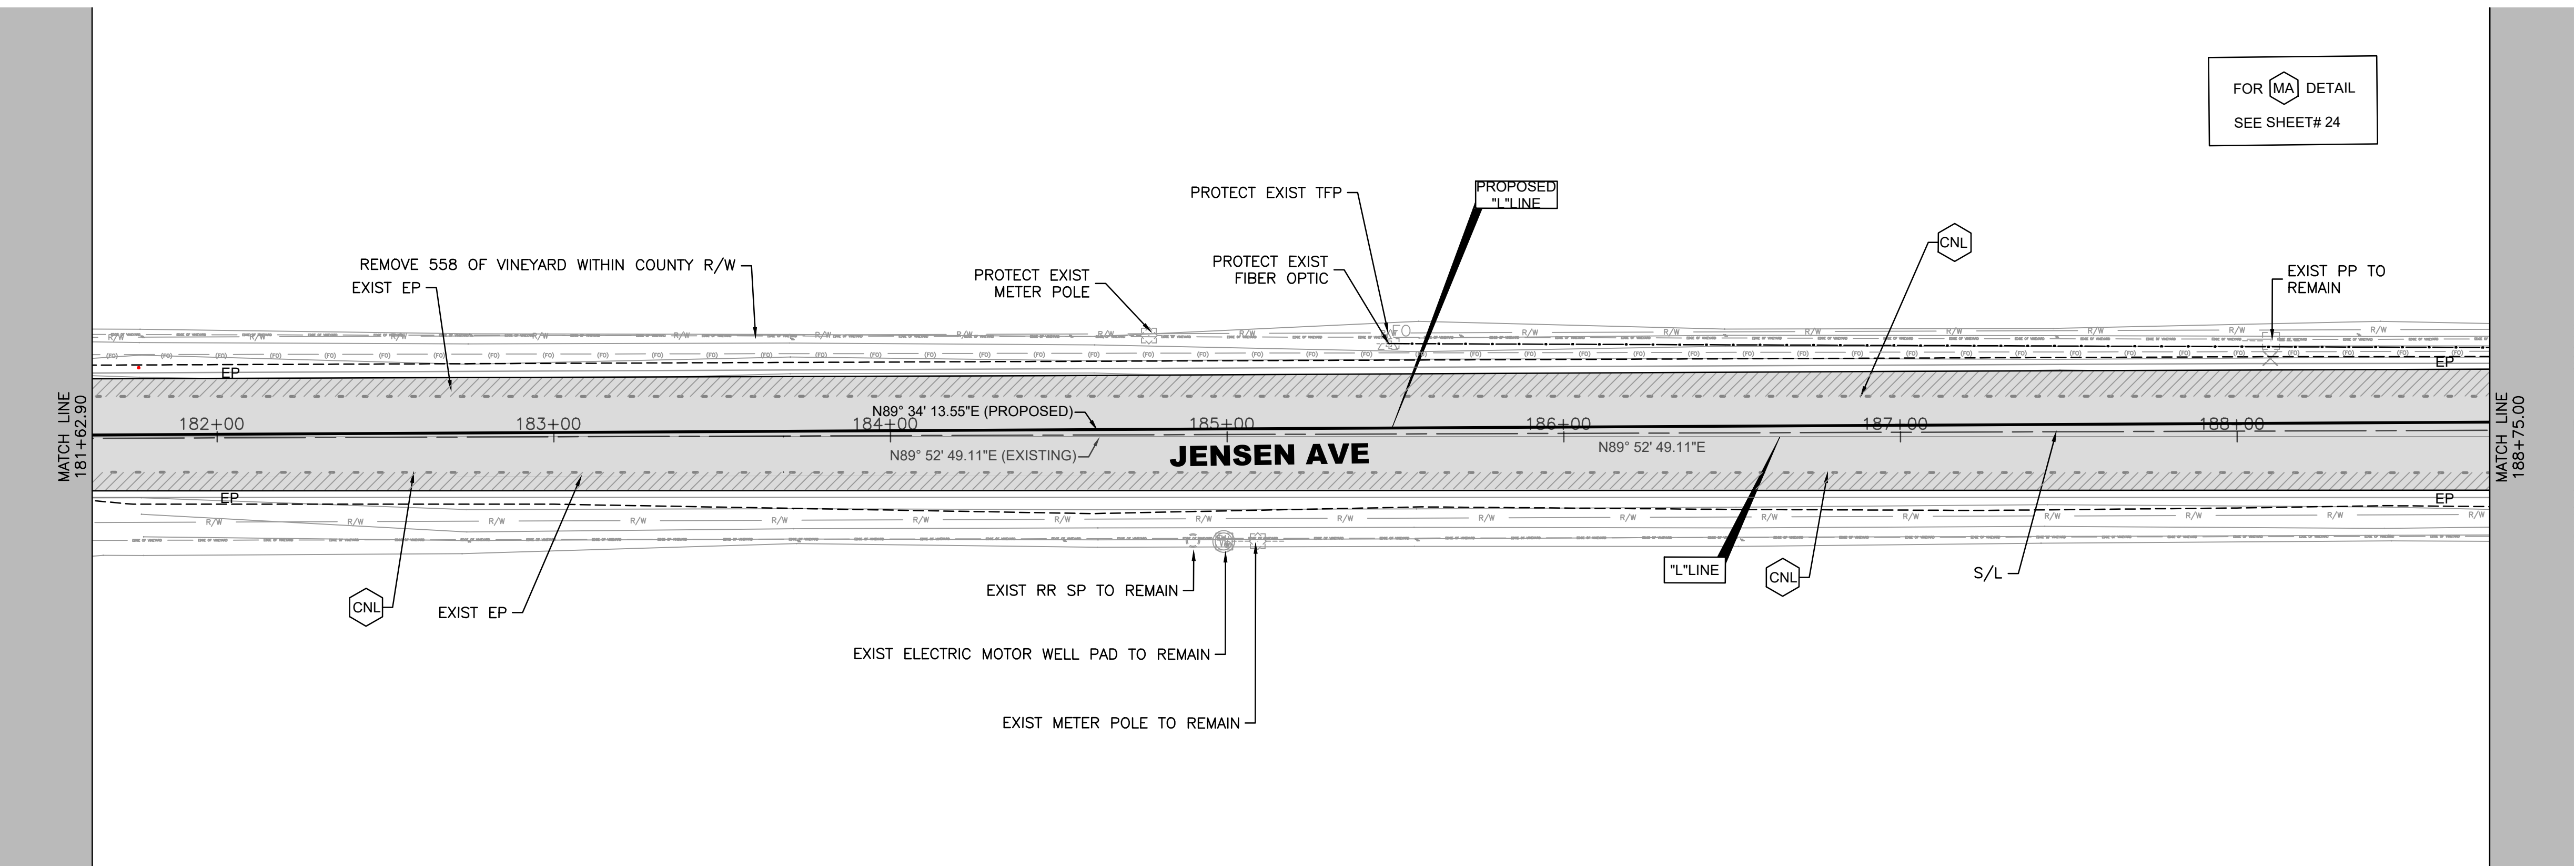 FOR MA DETAIL
SEE SHEET# 24
PROTECT EXIST TFP
PROPOSED
"L"LINE
CNL
REMOVE 558 OF VINEYARD WITHIN COUNTY R/W
EXIST EP
PROTECT EXIST
METER POLE
PROTECT EXIST
FIBER OPTIC
EXIST PP TO
REMAIN
FO
EP
EP
MATCH LINE
181+62.90
182+00
183+00
184+00
185+00
186+00
187+00
188+00
N89° 34' 13.55"E (PROPOSED)
N89° 52' 49.11"E (EXISTING)
JENSEN AVE
N89° 52' 49.11"E
MATCH LINE
188+75.00
EP
EP
R/W
(FO)
CNL
EXIST EP
EXIST RR SP TO REMAIN
"L"LINE
CNL
S/L
EXIST ELECTRIC MOTOR WELL PAD TO REMAIN
EXIST METER POLE TO REMAIN